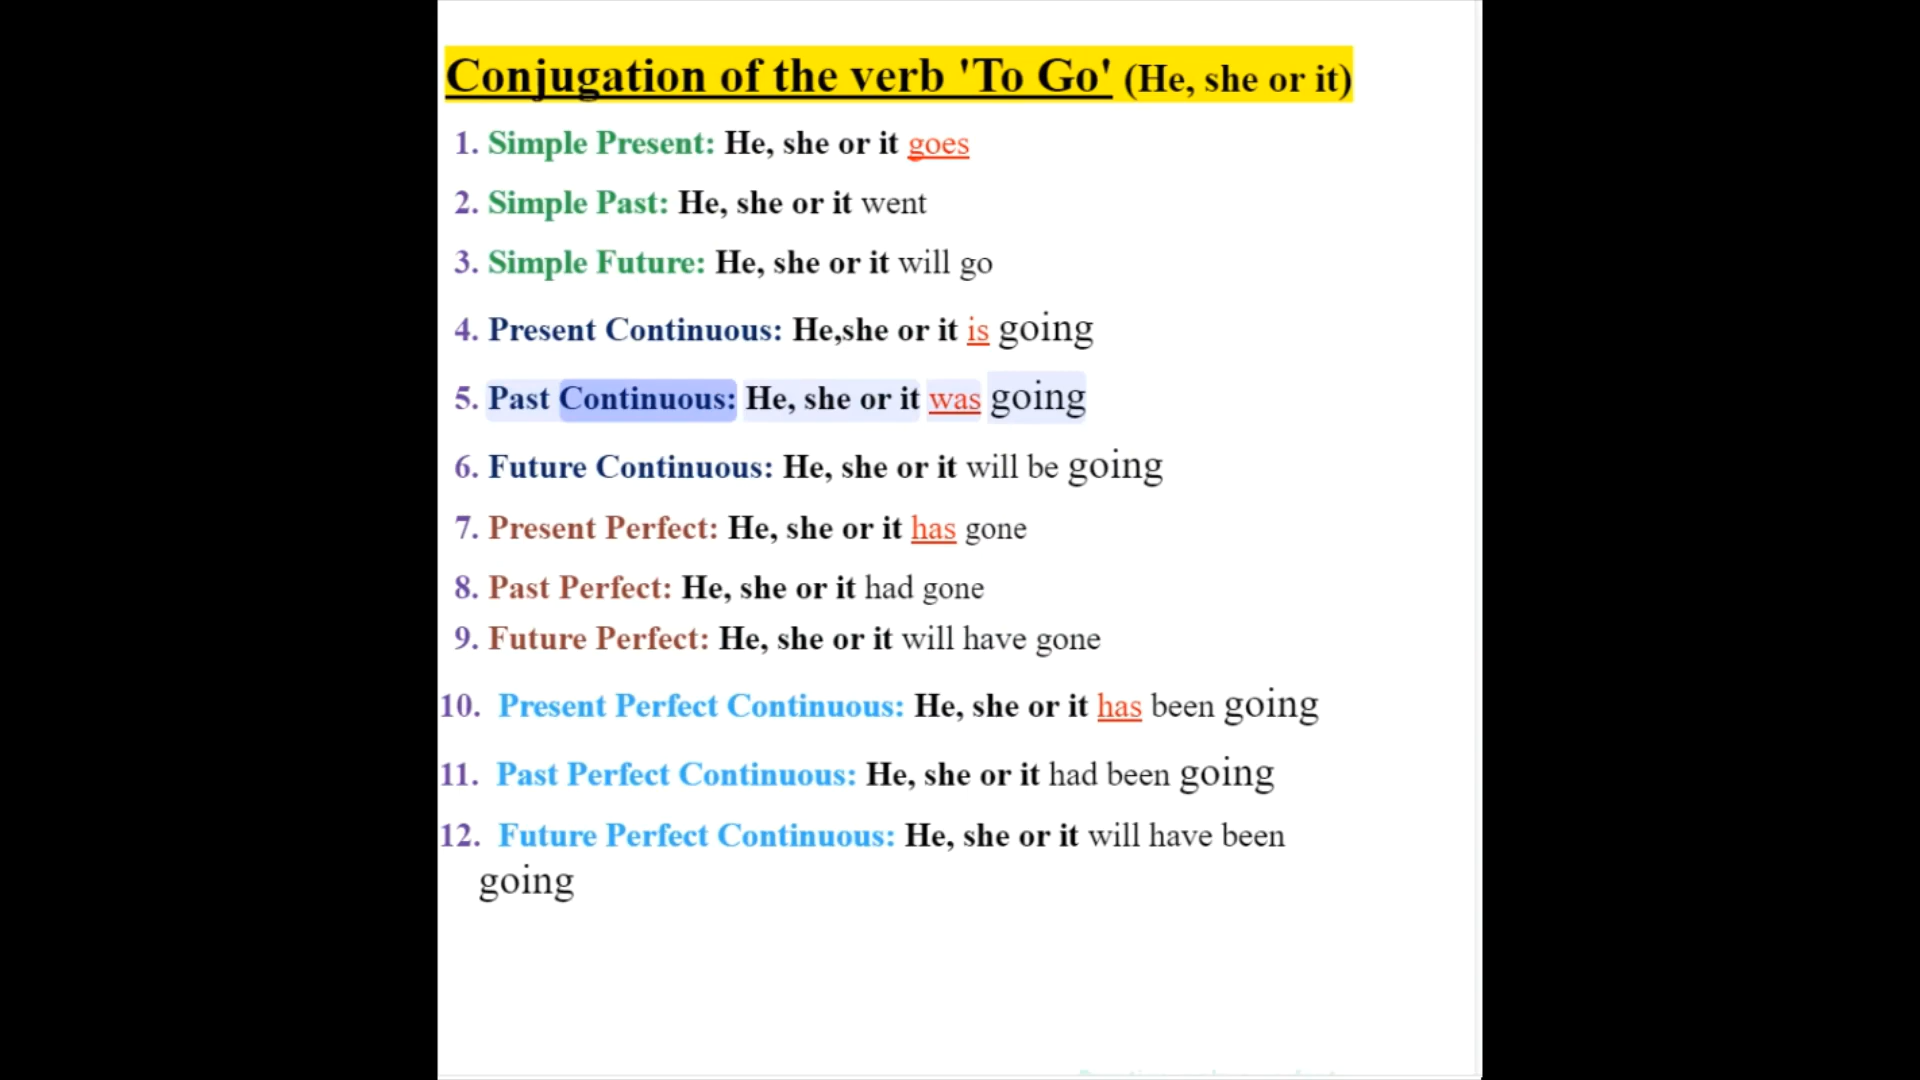 Conjugation of the verb 'To Go' (He, she or it)
1. Simple Present: He, she or it goes
2. Simple Past: He, she or it went
3. Simple Future: He, she or it will go
4. Present Continuous: He,she or it is going
5. Past Continuous: He, she or it was going
6. Future Continuous: He, she or it will be going
7. Present Perfect: He, she or it has gone
8. Past Perfect: He, she or it had gone
9. Future Perfect: He, she or it will have gone
10. Present Perfect Continuous: He, she or it has been going
11. Past Perfect Continuous: He, she or it had been going
12. Future Perfect Continuous: He, she or it will have been
going